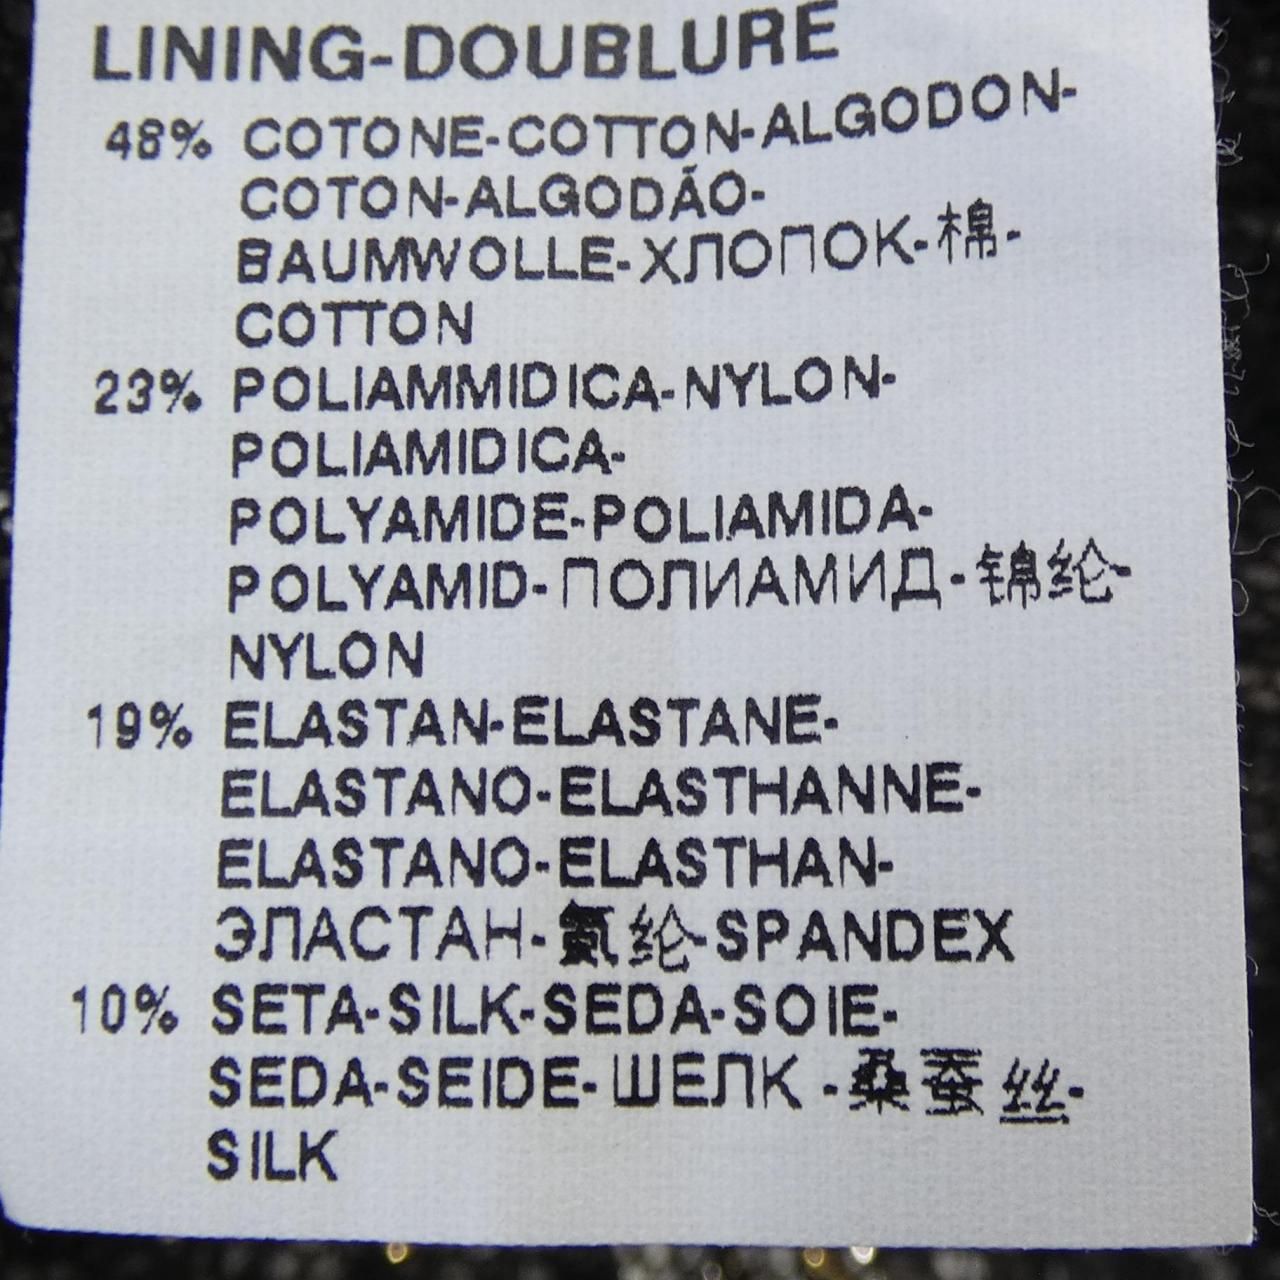 LINING-DOUBLURE
48% COTONE-COTTON-ALGODON-
COTON-ALGODÃO-
BAUMWOLLE-ХЛОПОК-棉-
COTTON
23% POLIAMMIDICA-NYLON-
POLIAMIDICA-
POLYAMIDE-POLIAMIDA-
POLYAMID-ПОЛИАМИД-锦纶-
NYLON
19% ELASTAN-ELASTANE-
ELASTANO-ELASTHANNE-
ELASTANO-ELASTHAN-
ЭЛАСТАН-氨纶-SPANDEX
10% SETA-SILK-SEDA-SOIE-
SEDA-SEIDE-ШЕЛК-桑蚕丝-
SILK